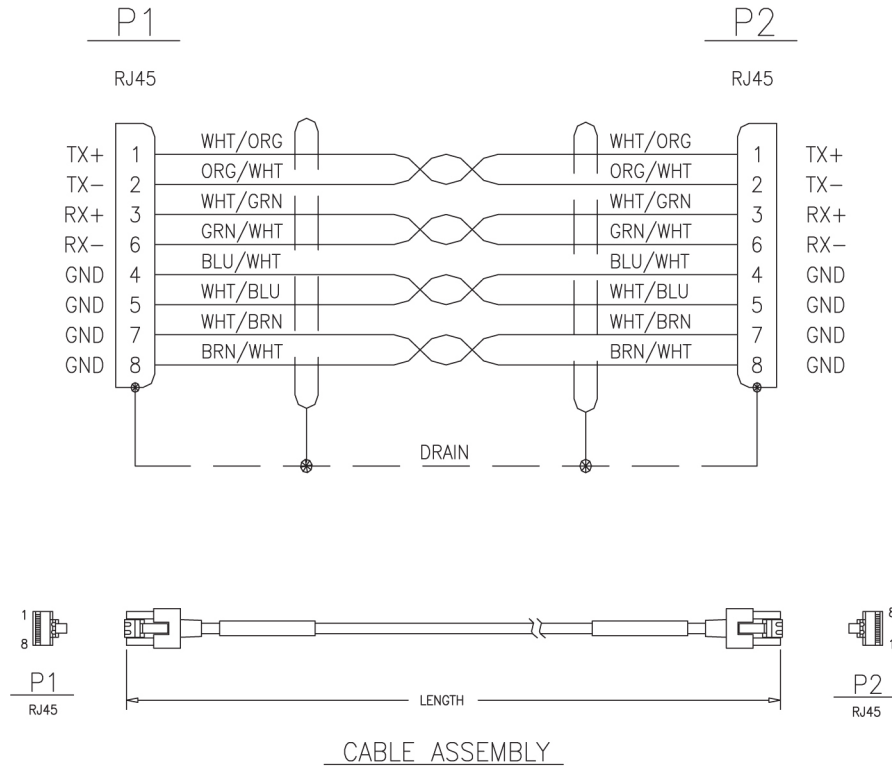 P1 P2
RJ45 RJ45
WHT/ORG WHT/ORG
TX+ 1 1 TX+
ORG/WHT ORG/WHT
TX- 2 2 TX-
WHT/GRN WHT/GRN
RX+ 3 3 RX+
GRN/WHT GRN/WHT
RX- 6 6 RX-
BLU/WHT BLU/WHT
GND 4 4 GND
WHT/BLU WHT/BLU
GND 5 5 GND
WHT/BRN WHT/BRN
GND 7 7 GND
BRN/WHT BRN/WHT
GND 8 8 GND
DRAIN
1 8
8 1
P1 LENGTH P2
RJ45 RJ45
CABLE ASSEMBLY